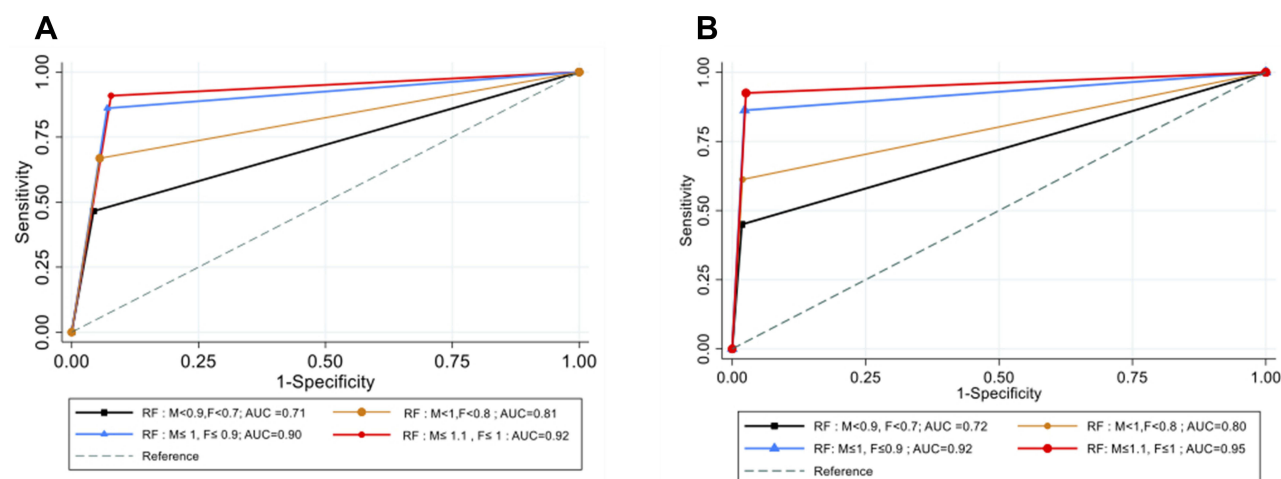 A
Sensitivity
1.00
0.75
0.50
0.25
0.00
0.00 0.25 0.50 0.75 1.00
1-Specificity
RF : M<0.9,F<0.7; AUC =0.71
RF : M<1,F<0.8 ; AUC=0.81
RF : M≤ 1, F≤ 0.9; AUC=0.90
RF : M≤ 1.1 , F≤ 1 : AUC=0.92
Reference
B
Sensitivity
1.00
0.75
0.50
0.25
0.00
0.00 0.25 0.50 0.75 1.00
1-Specificity
RF : M<0.9, F<0.7; AUC =0.72
RF : M<1,F<0.8 ; AUC=0.80
RF: M≤1, F≤0.9 ; AUC=0.92
RF: M≤1.1, F≤1 ; AUC=0.95
Reference